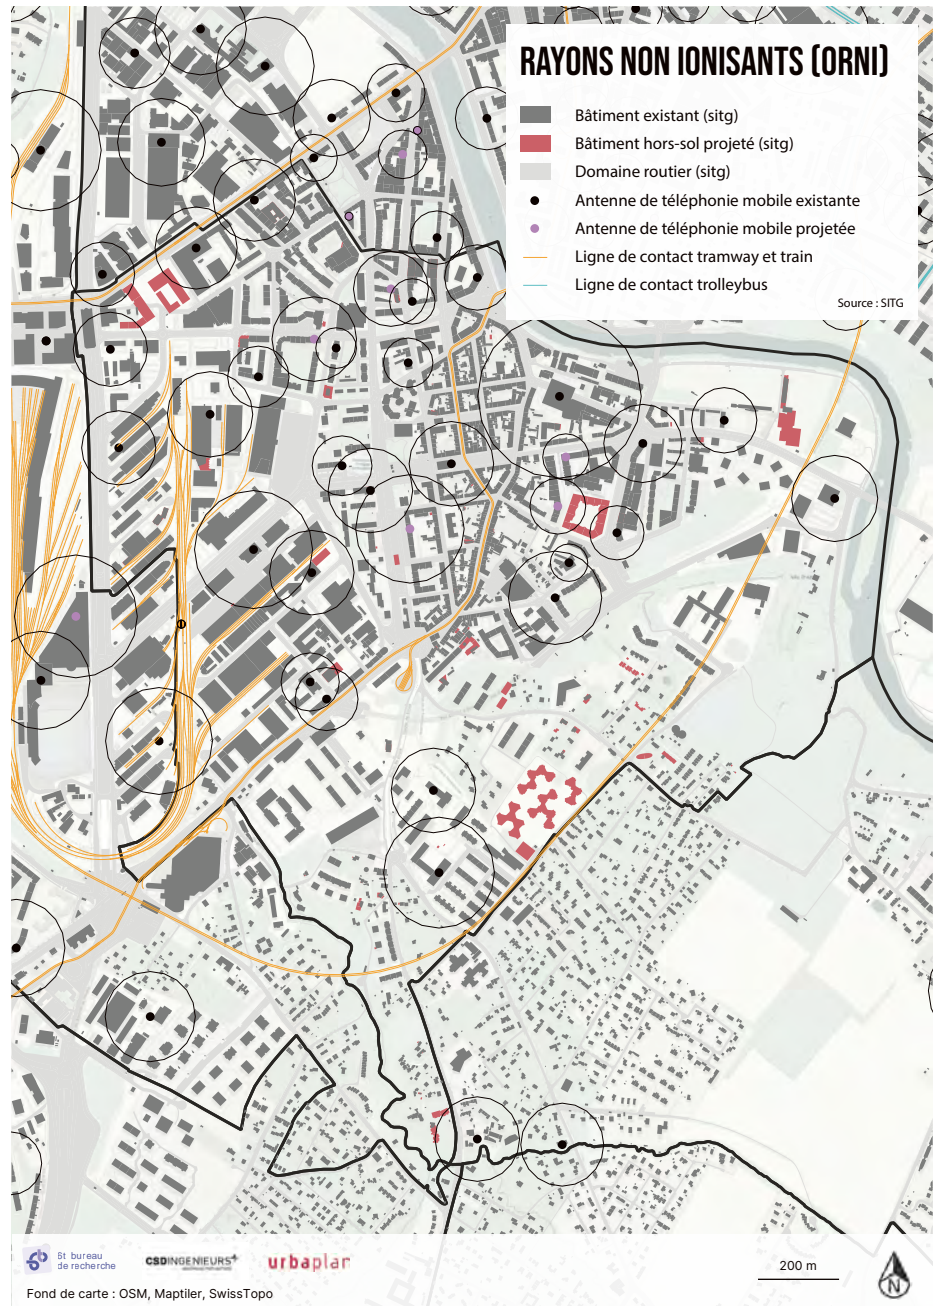 RAYONS NON IONISANTS (ORNI)
Bâtiment existant (sitg)
Bâtiment hors-sol projeté (sitg)
Domaine routier (sitg)
Antenne de téléphonie mobile existante
Antenne de téléphonie mobile projetée
Ligne de contact tramway et train
Ligne de contact trolleybus
Source : SITG
6t bureau
de recherche
CSDINGENIEURS+
urbaplan
200 m
N
Fond de carte : OSM, Maptiler, SwissTopo